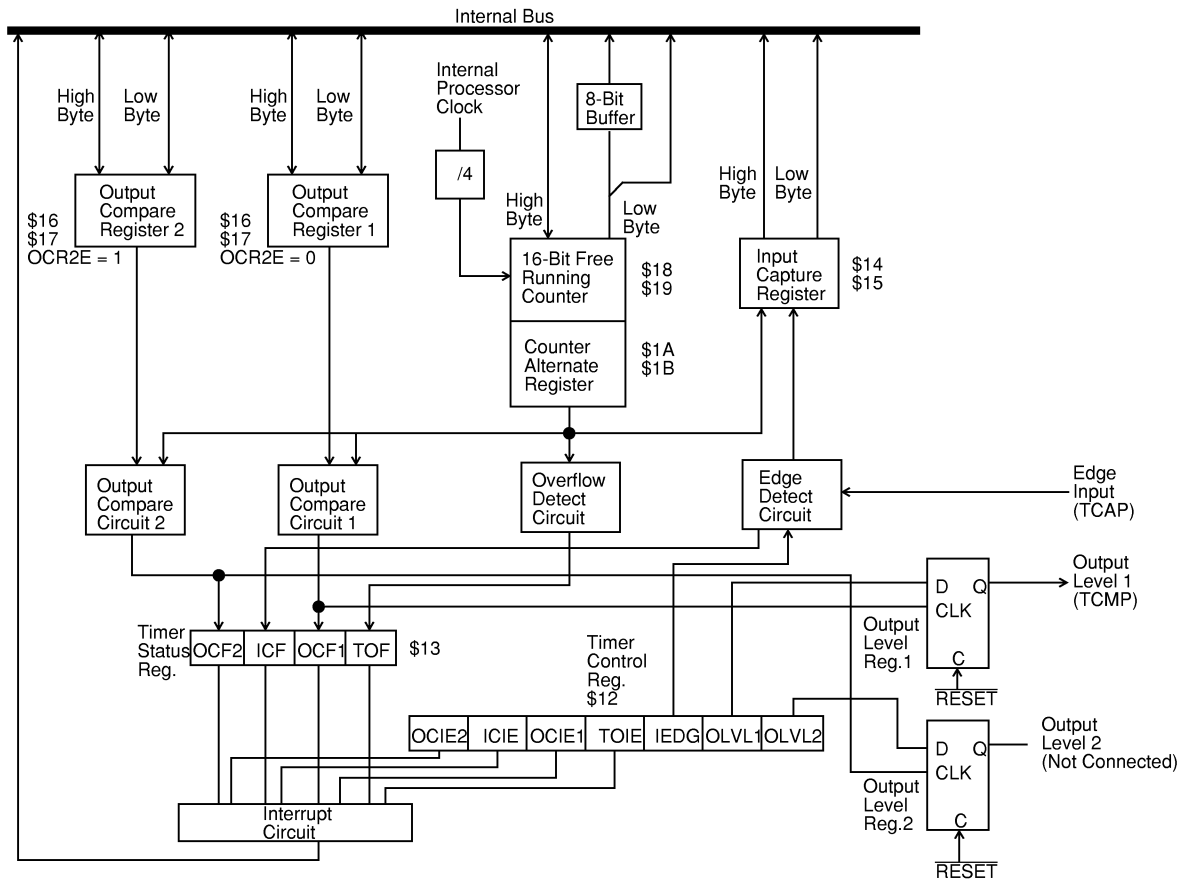 Internal Bus
High
Byte
Low
Byte
High
Byte
Low
Byte
Internal
Processor
Clock
8-Bit
Buffer
/4
High
Byte
Low
Byte
High
Byte
Low
Byte
Output
Compare
Register 2
$16
$17
OCR2E = 1
Output
Compare
Register 1
$16
$17
OCR2E = 0
16-Bit Free
Running
Counter
$18
$19
Counter
Alternate
Register
$1A
$1B
Input
Capture
Register
$14
$15
Output
Compare
Circuit 2
Output
Compare
Circuit 1
Overflow
Detect
Circuit
Edge
Detect
Circuit
Edge
Input
(TCAP)
Output
Level 1
(TCMP)
D Q
CLK
C
Output
Level
Reg.1
RESET
Timer
Status
Reg.
OCF2 ICF OCF1 TOF
$13
Timer
Control
Reg.
$12
OCIE2 ICIE OCIE1 TOIE IEDG OLVL1 OLVL2
Output
Level 2
(Not Connected)
D Q
CLK
C
Output
Level
Reg.2
RESET
Interrupt
Circuit